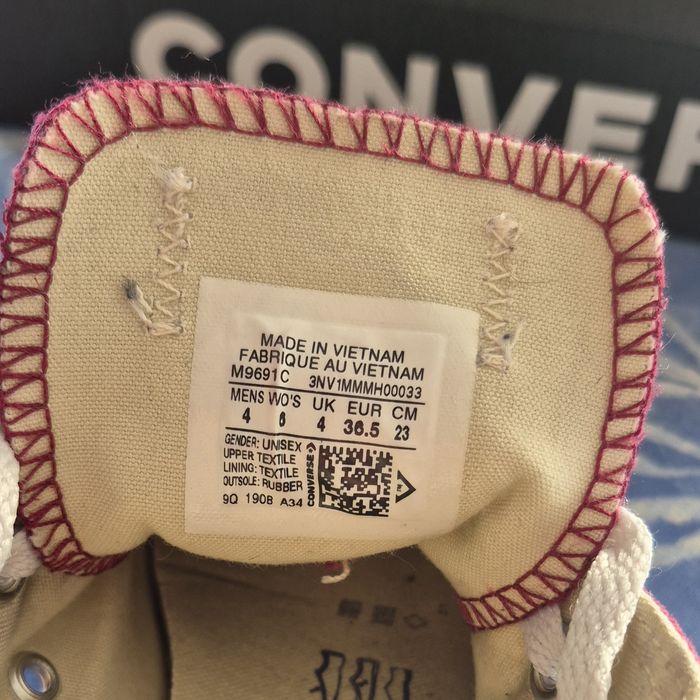 CONVER
MADE IN VIETNAM
FABRIQUE AU VIETNAM
M9691C 3NV1MMMH00033
MENS WO'S UK EUR CM
4 6 4 36.5 23
GENDER: UNISEX
UPPER TEXTILE
LINING: TEXTILE
OUTSOLE: RUBBER
CONVERSE
9Q 1908 A34